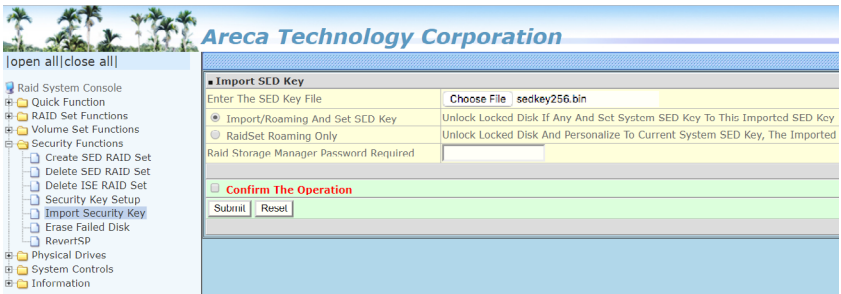 Areca Technology Corporation
|open all|close all|
Raid System Console
Quick Function
RAID Set Functions
Volume Set Functions
Security Functions
Create SED RAID Set
Delete SED RAID Set
Delete ISE RAID Set
Security Key Setup
Import Security Key
Erase Failed Disk
RevertSP
Physical Drives
System Controls
Information
Import SED Key
Enter The SED Key File Choose File sedkey256.bin
Import/Roaming And Set SED Key Unlock Locked Disk If Any And Set System SED Key To This Imported SED Key
RaidSet Roaming Only Unlock Locked Disk And Personalize To Current System SED Key, The Imported
Raid Storage Manager Password Required
Confirm The Operation
Submit Reset